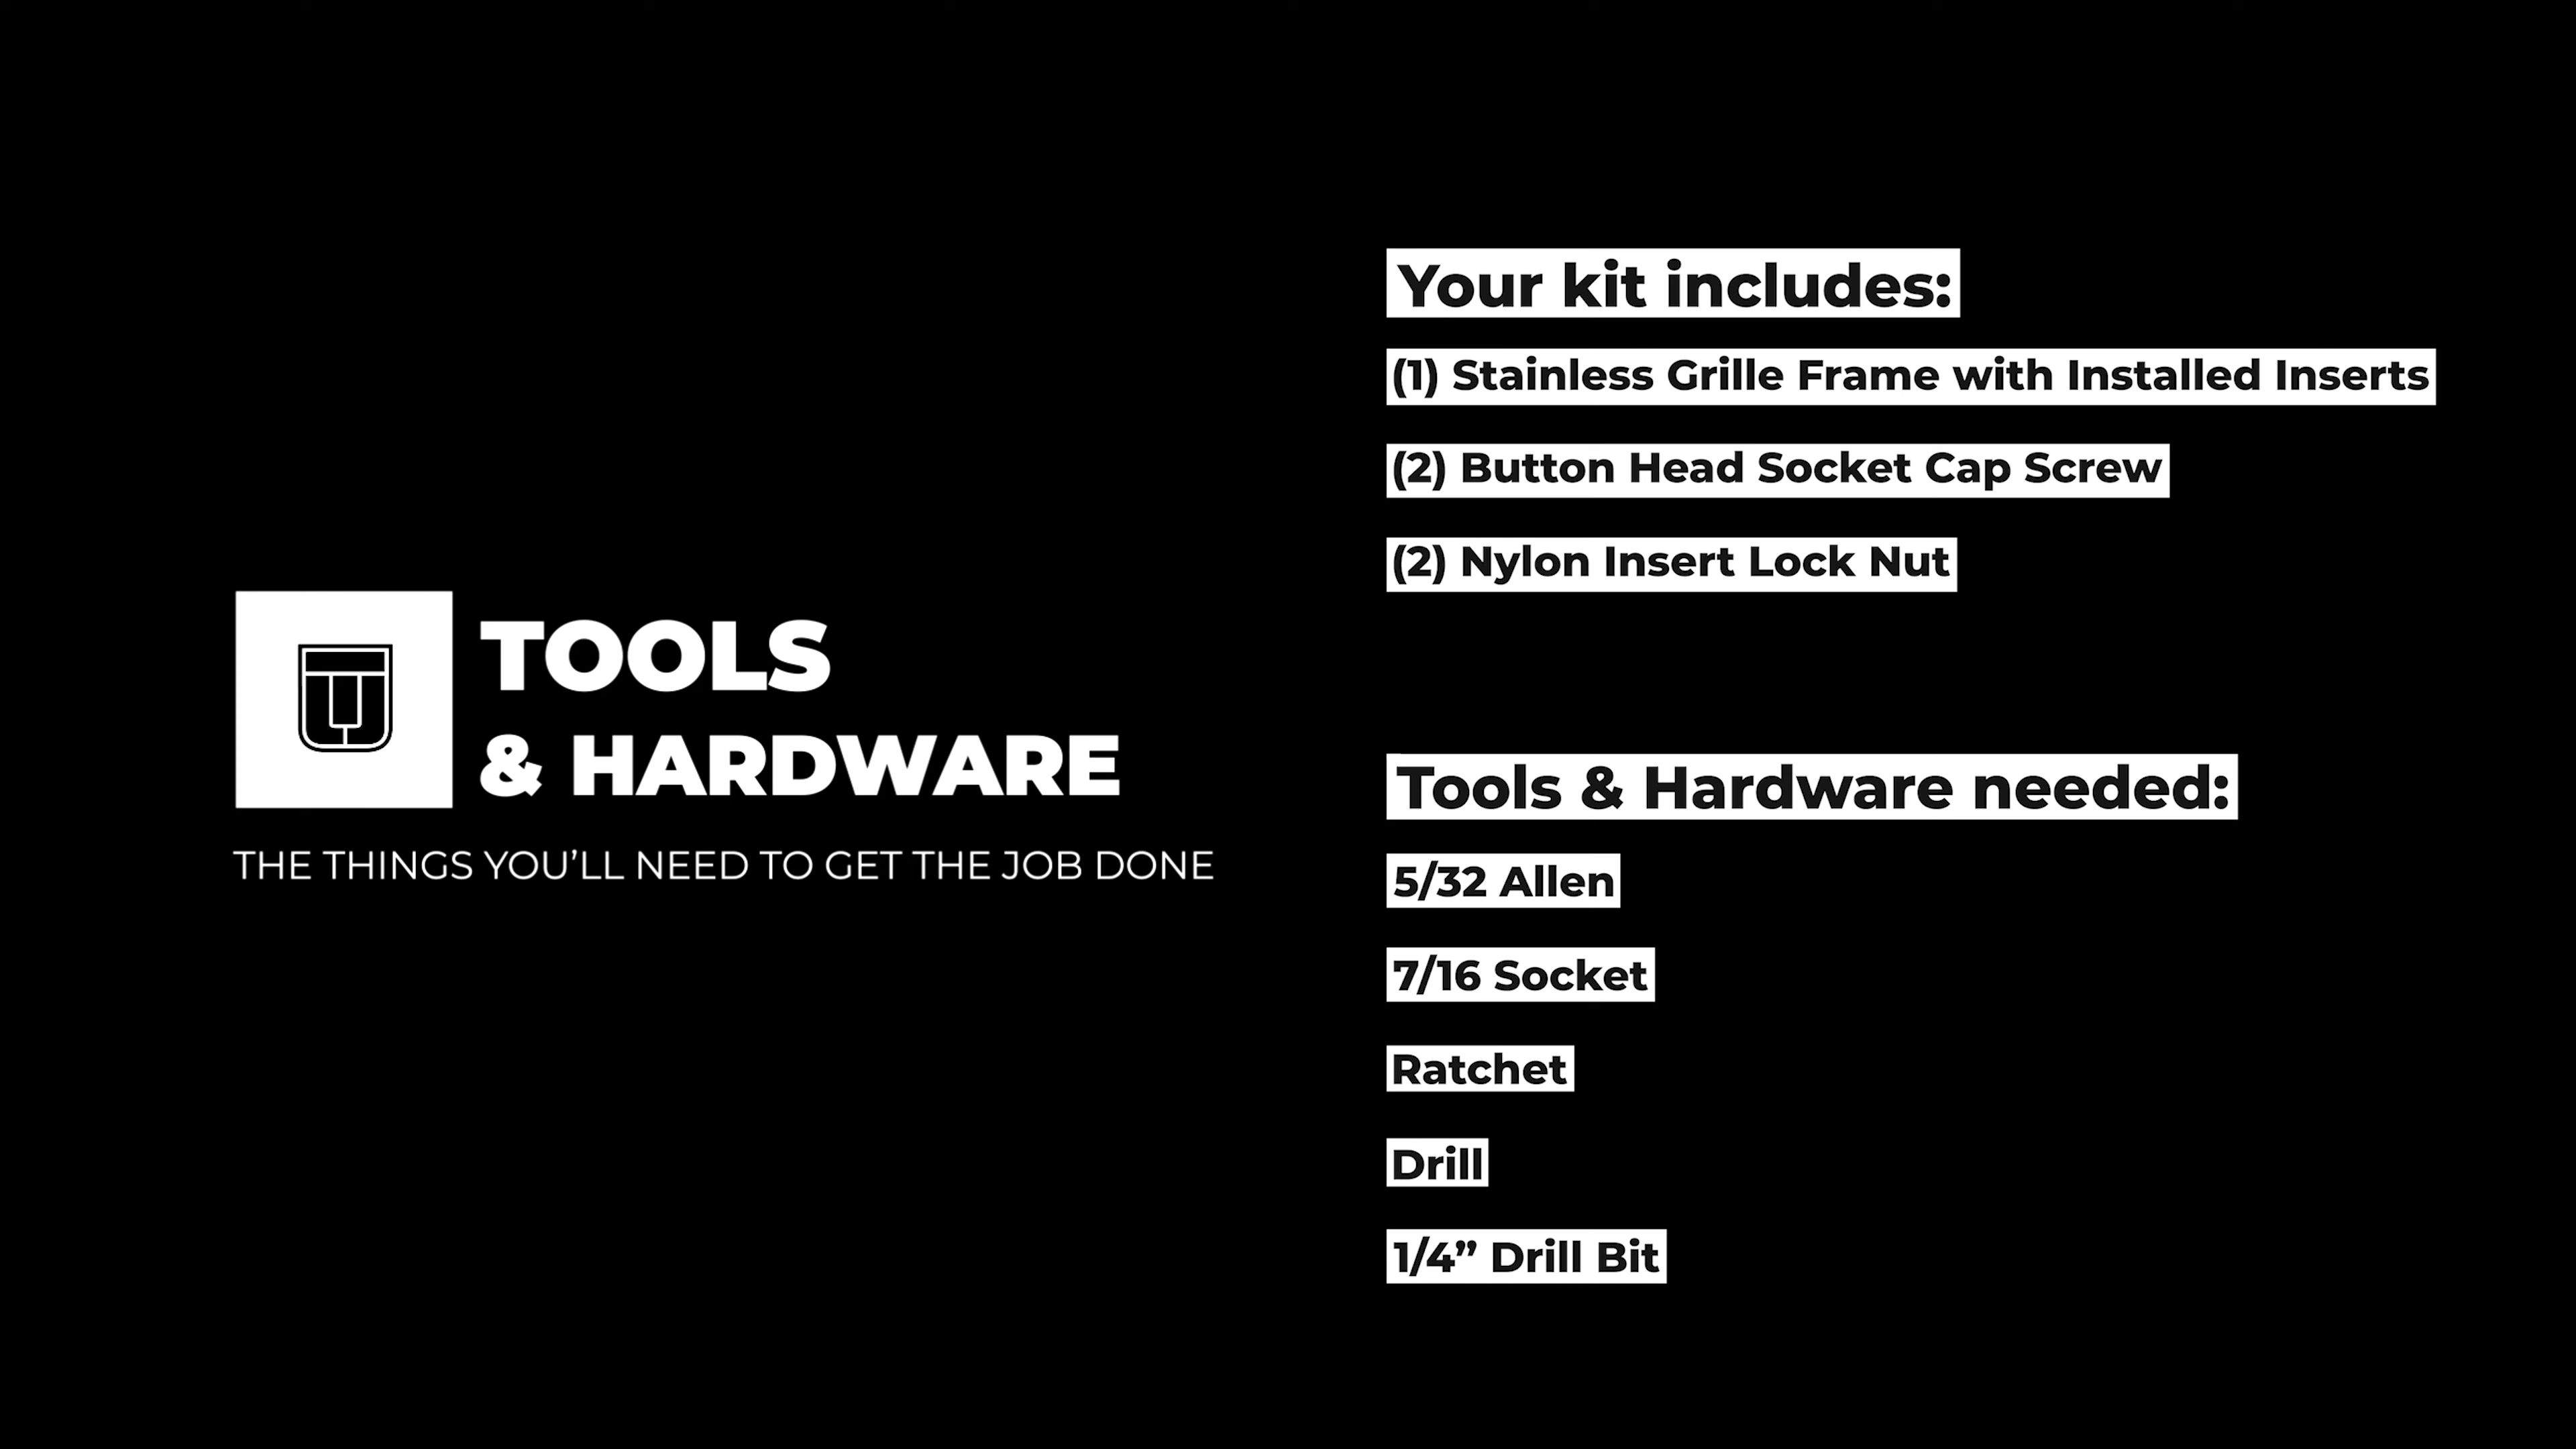 TOOLS
& HARDWARE
THE THINGS YOU’LL NEED TO GET THE JOB DONE
Your kit includes:
(1) Stainless Grille Frame with Installed Inserts
(2) Button Head Socket Cap Screw
(2) Nylon Insert Lock Nut
Tools & Hardware needed:
5/32 Allen
7/16 Socket
Ratchet
Drill
1/4” Drill Bit